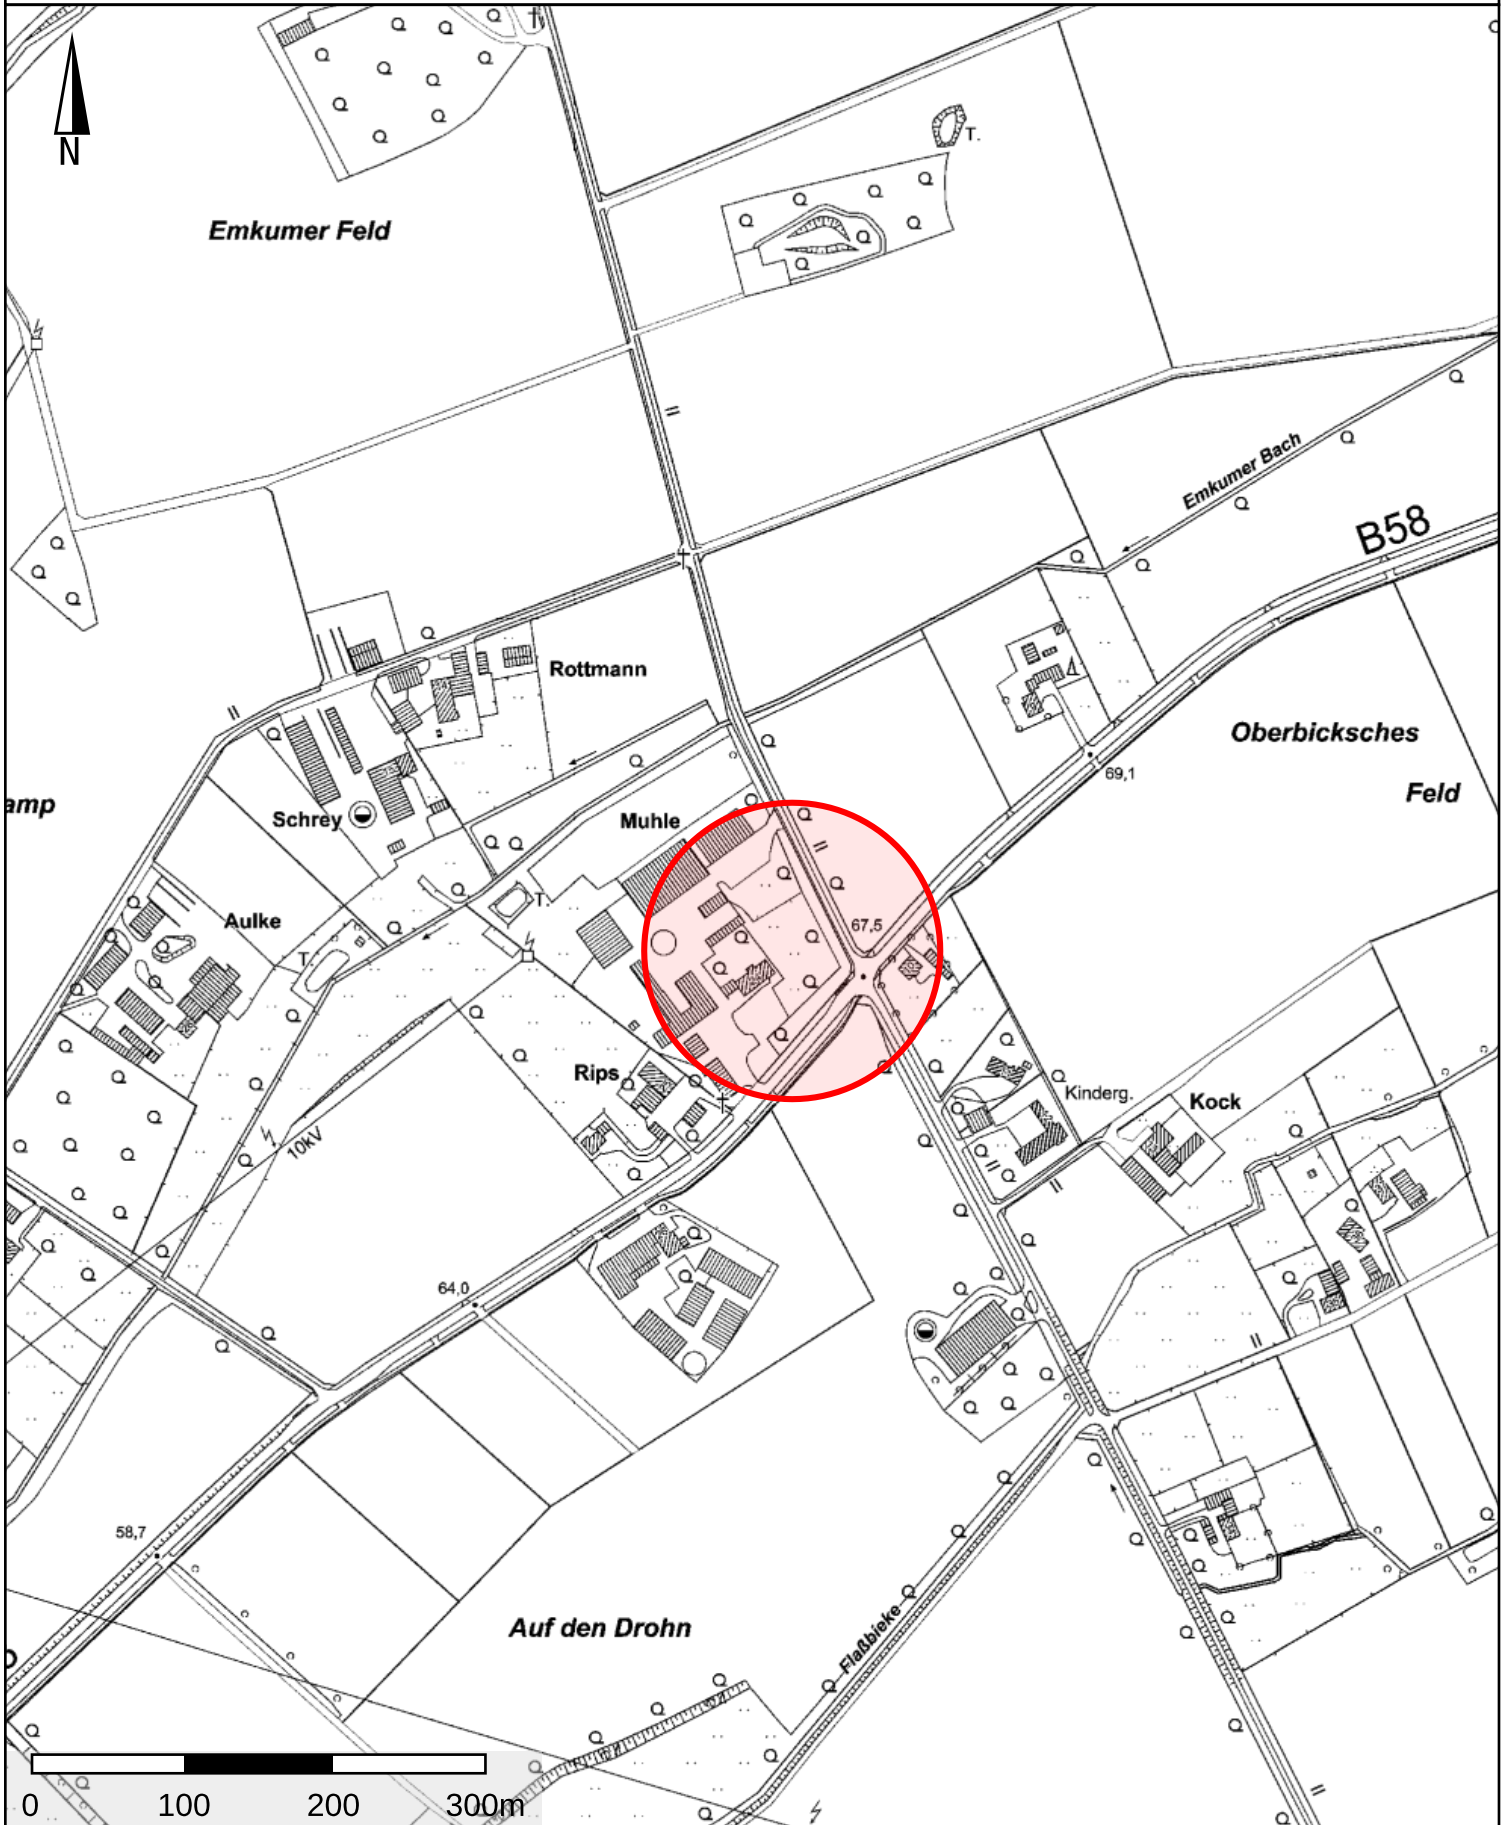 N
T.
Emkumer Feld
Emkumer Bach
B58
Rottmann
Oberbicksches
Feld
69,1
amp
Schrey
Muhle
T.
Aulke
67,5
T.
Rips
Kinderg.
Kock
10kV
64,0
58,7
Auf den Drohn
Flaßbieke
0 100 200 300m